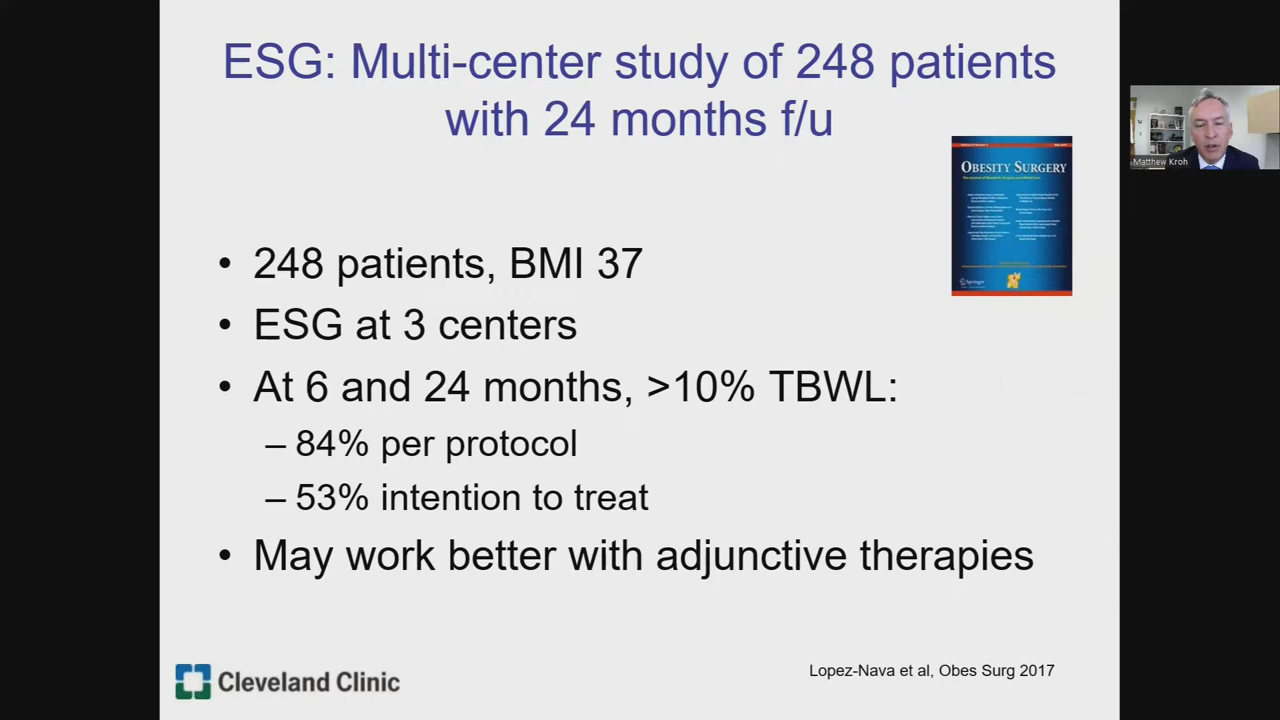 ESG: Multi-center study of 248 patients
with 24 months f/u
Matthew Kroh
OBESITY SURGERY
• 248 patients, BMI 37
• ESG at 3 centers
• At 6 and 24 months, >10% TBWL:
– 84% per protocol
– 53% intention to treat
• May work better with adjunctive therapies
Springer
Cleveland Clinic
Lopez-Nava et al, Obes Surg 2017